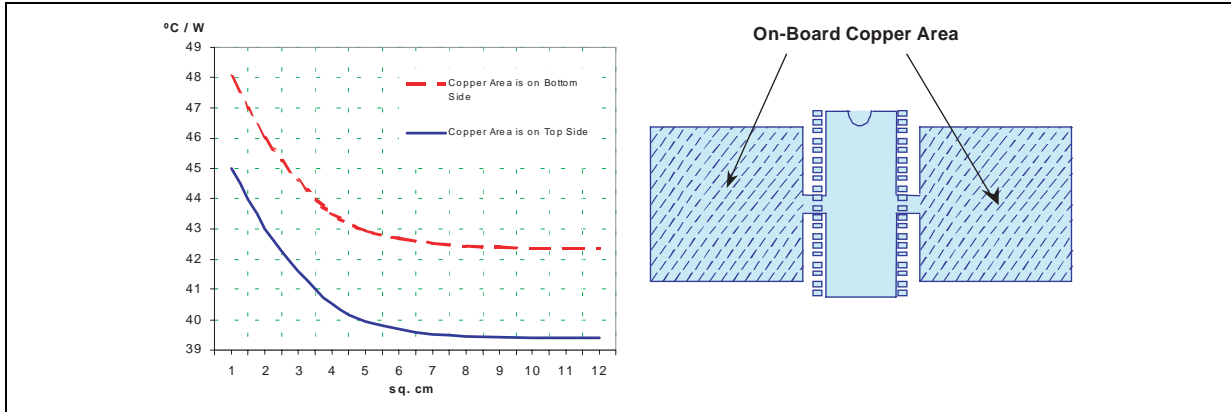 ºC / W
49
48
47
46
45
44
43
42
41
40
39
Copper Area is on Bottom
Side
Copper Area is on Top Side
1 2 3 4 5 6 7 8 9 10 11 12
sq. cm
On-Board Copper Area